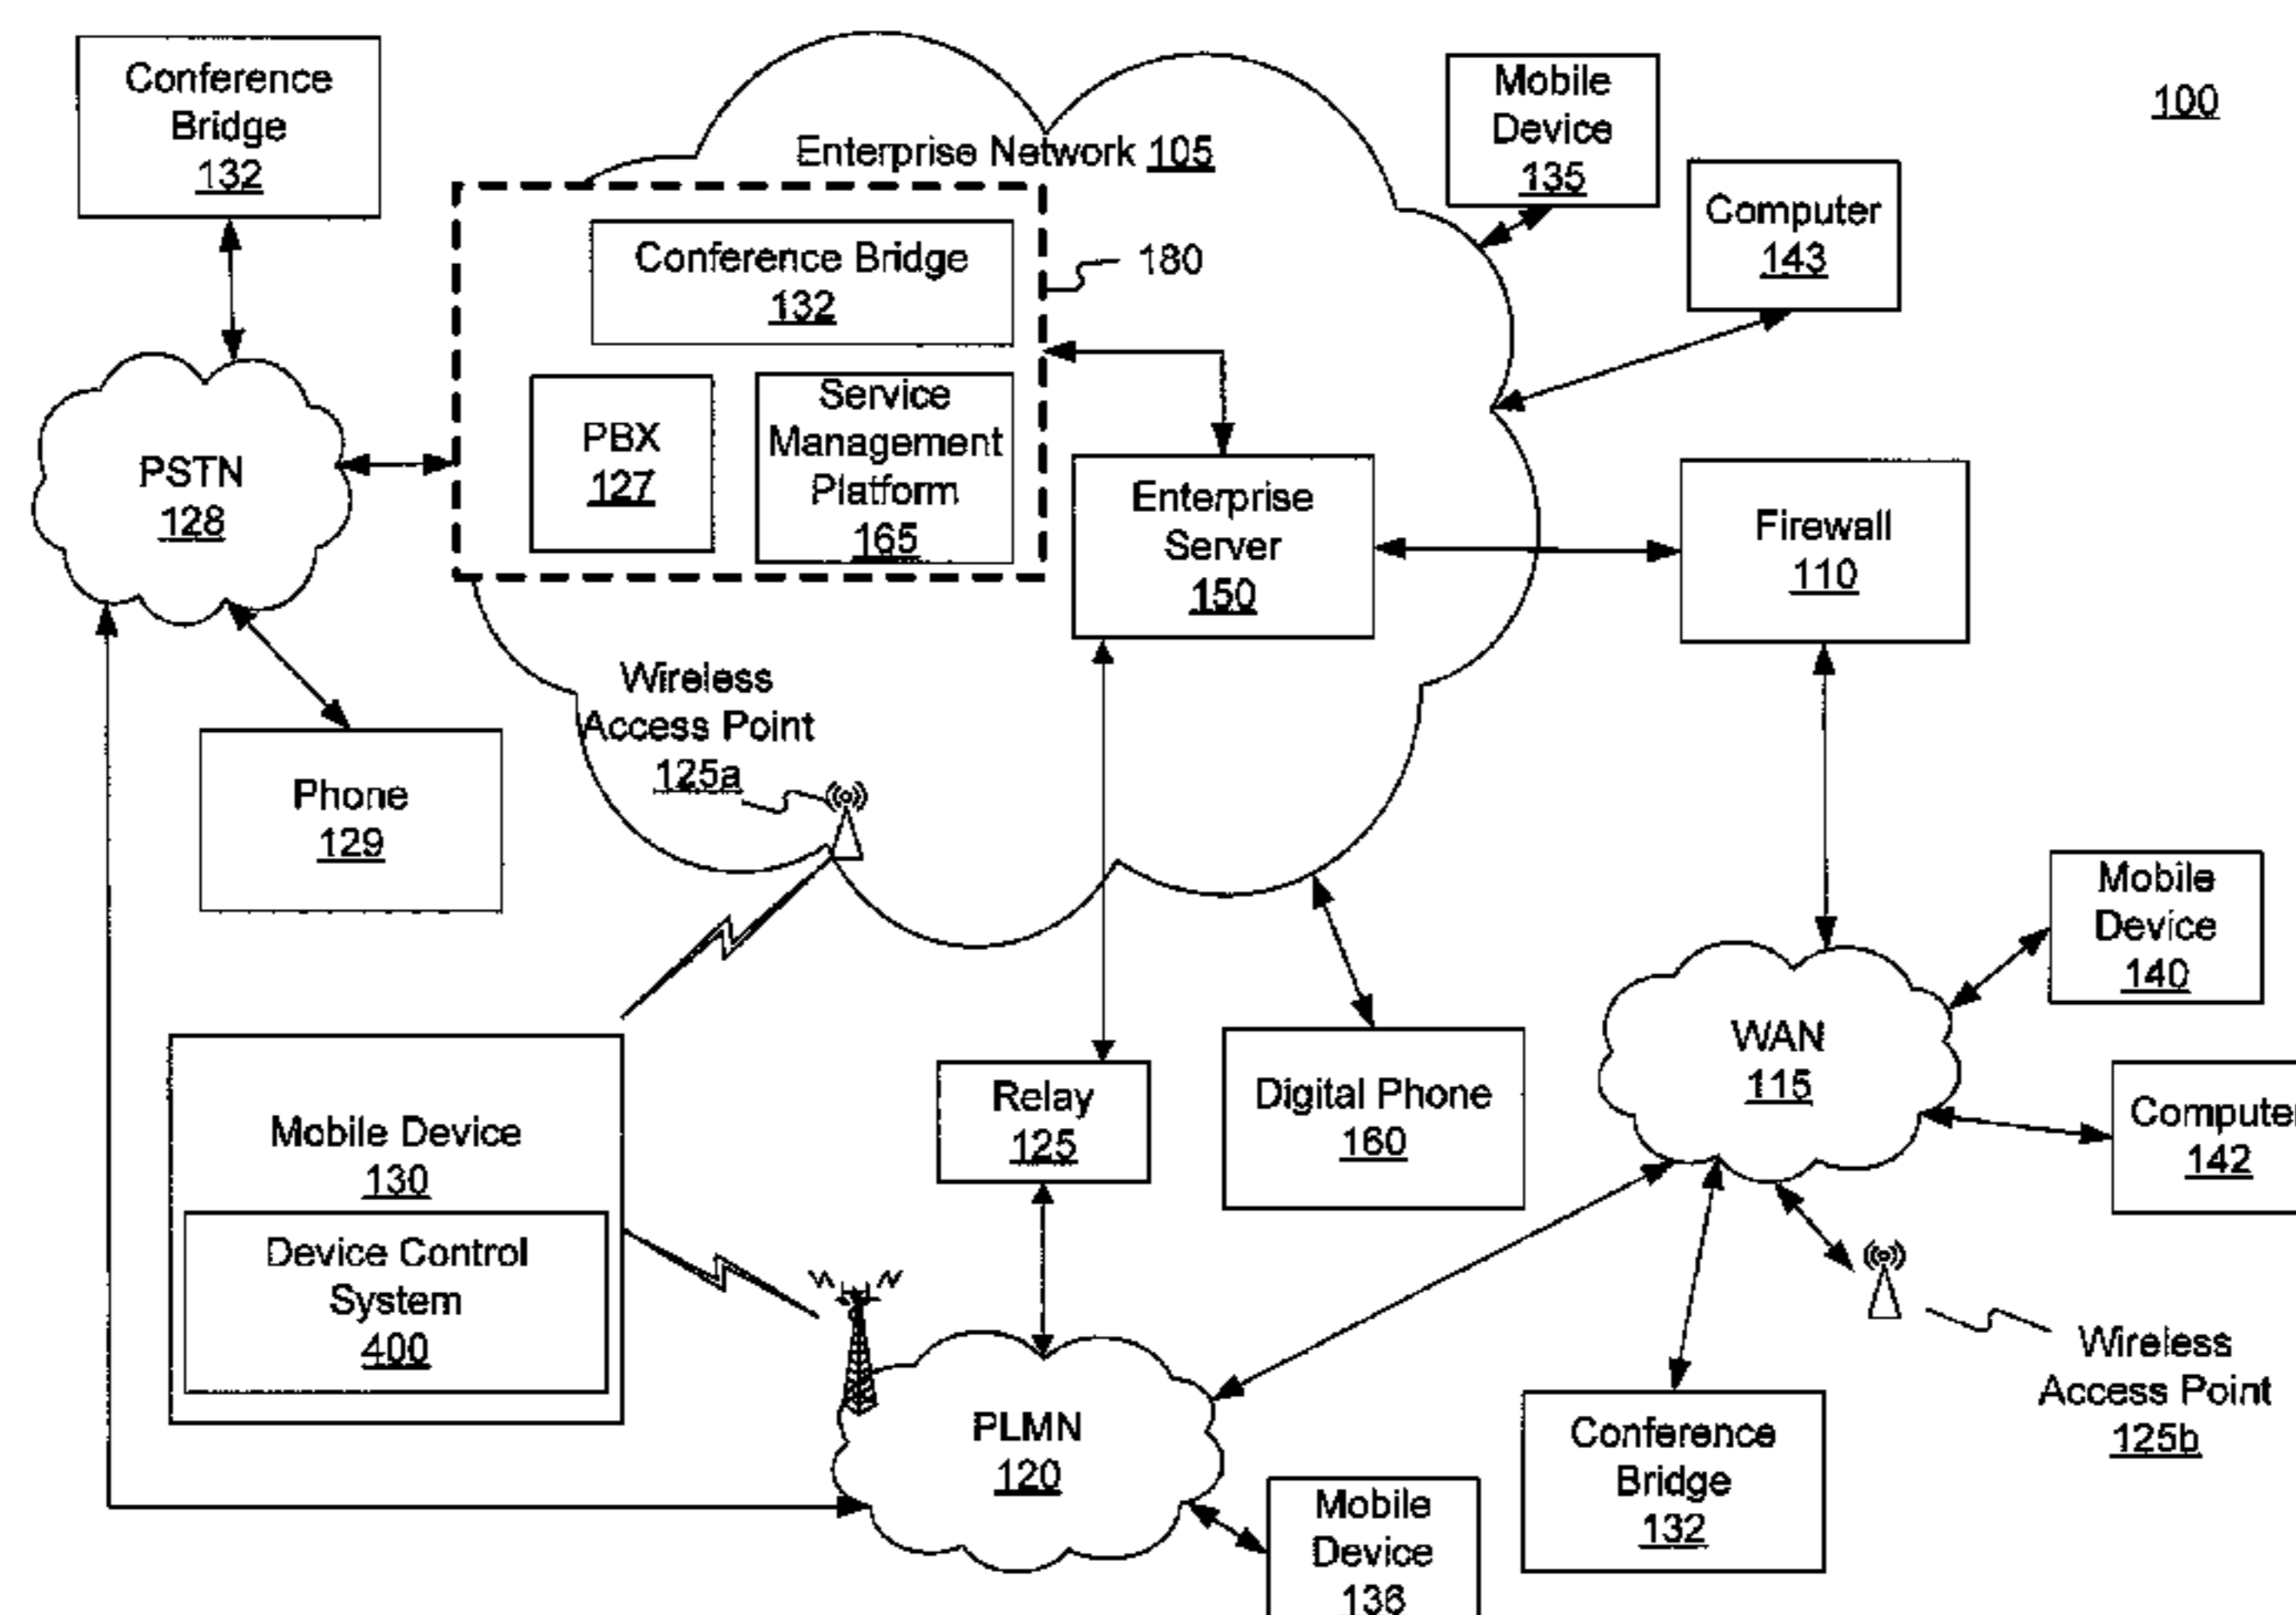 Conference
Bridge
132
Enterprise Network 105
Mobile
Device
135
100
Computer
143
Conference Bridge
132
180
PSTN
128
PBX
127
Service
Management
Platform
165
Enterprise
Server
150
Firewall
110
Wireless
Access Point
125a
Phone
129
Mobile
Device
140
WAN
115
Mobile Device
130
Device Control
System
400
Relay
125
Digital Phone
160
Computer
142
PLMN
120
Wireless
Access Point
125b
Conference
Bridge
132
Mobile
Device
136